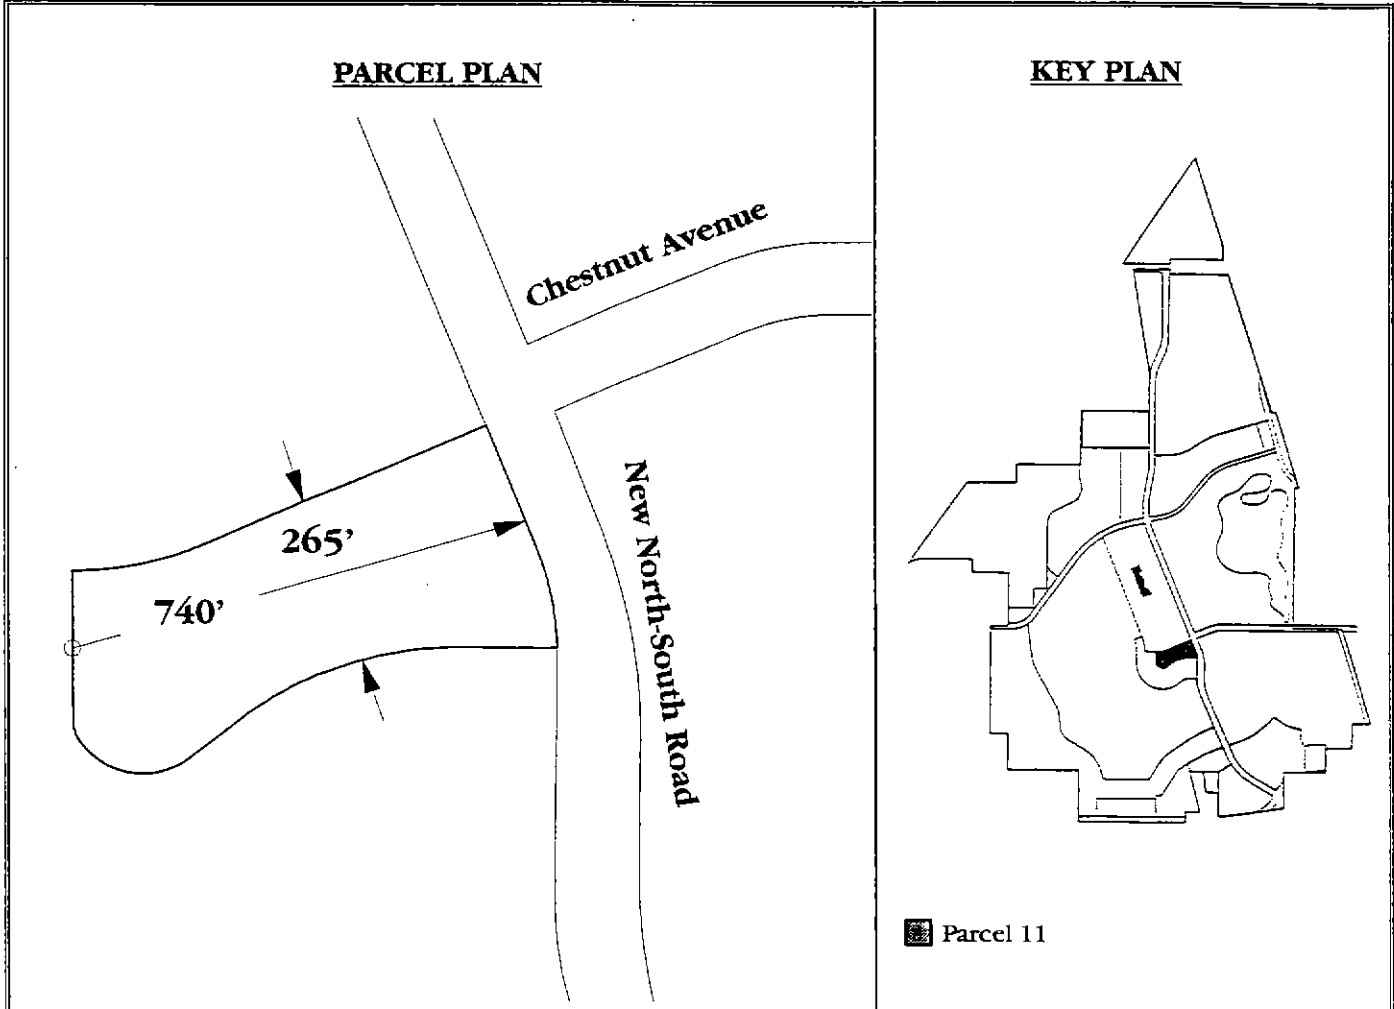 PARCEL PLAN
KEY PLAN
Chestnut Avenue
New North-South Road
265'
740'
Parcel 11